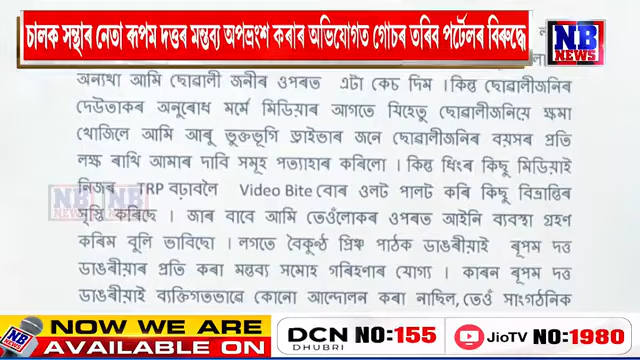 চালক সন্থাৰ নেতা ৰূপম দত্তৰ মন্তব্য অপভ্ৰংশ কৰাৰ অভিযোগত গোচৰ তৰিব পৰ্টেলৰ বিৰুদ্ধে
NB
NEWS
অন্যথা আমি ছোৱালী জনীৰ ওপৰত এটা কেচ দিম । কিন্তু ছোৱালীজনিৰ
দেউতাকৰ অনুৰোধ মৰ্মে মিডিয়াৰ আগতে যিহেতু ছোৱালীজনিয়ে ক্ষমা
খোজিলে আমি আৰু ভুক্তভূগি ড্ৰাইভাৰ জনে ছোৱালীজনিৰ বয়সৰ প্ৰতি
লক্ষ ৰাখি আমাৰ দাবি সমূহ পত্যাহাৰ কৰিলো । কিন্তু ধিংৰ কিছু মিডিয়াই
নিজৰ TRP বঢ়াবলৈ Video Bite বোৰ ওলট পালট কৰি কিছু বিভ্ৰান্তিৰ
সৃস্তি কৰিছে । জাৰ বাবে আমি তেওঁলোকৰ ওপৰত আইনি ব্যৱস্থা গ্ৰহণ
কৰিম বুলি ভাবিছো । লগতে বৈকুণ্ঠ প্ৰিঞ্চ পাঠক ডাঙৰীয়াই ৰূপম দত্ত
ডাঙৰীয়াৰ প্ৰতি কৰা মন্তব্য সমোহ গৰিহণাৰ যোগ্য । কাৰন ৰূপম দত্ত
ডাঙৰীয়াই ব্যক্তিগতভাৱে কোনো আন্দোলন কৰা নাছিল, তেওঁ সাংগঠনিক
NB
NEWS
NB
NEWS
NOW WE ARE
AVAILABLE ON
DCN NO:155
DHUBRI
JioTV NO:1980